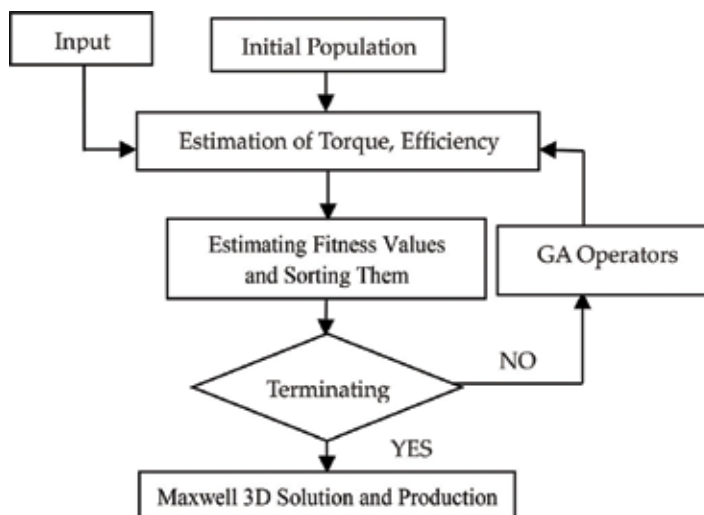 Input
Initial Population
Estimation of Torque, Efficiency
Estimating Fitness Values
and Sorting Them
GA Operators
Terminating
NO
YES
Maxwell 3D Solution and Production